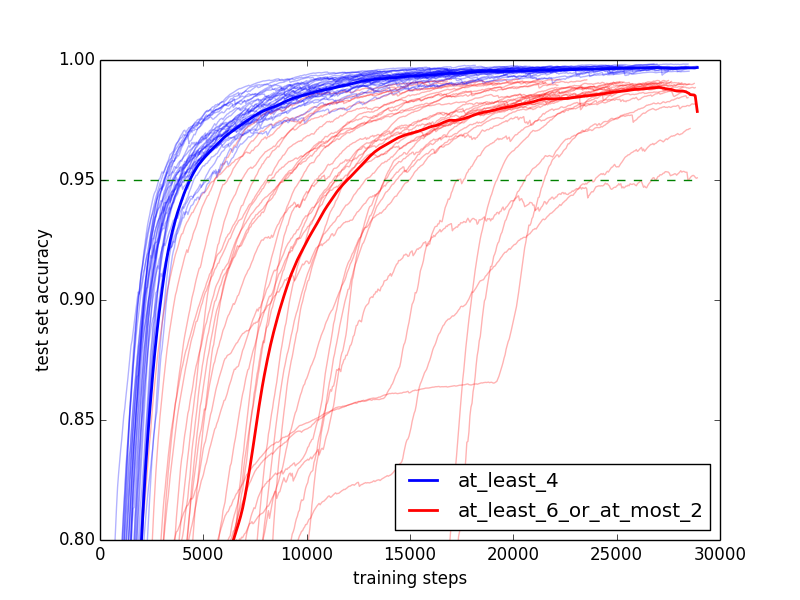 1.00
0.95
0.90
0.85
0.80
test set accuracy
at_least_4
at_least_6_or_at_most_2
0 5000 10000 15000 20000 25000 30000
training steps